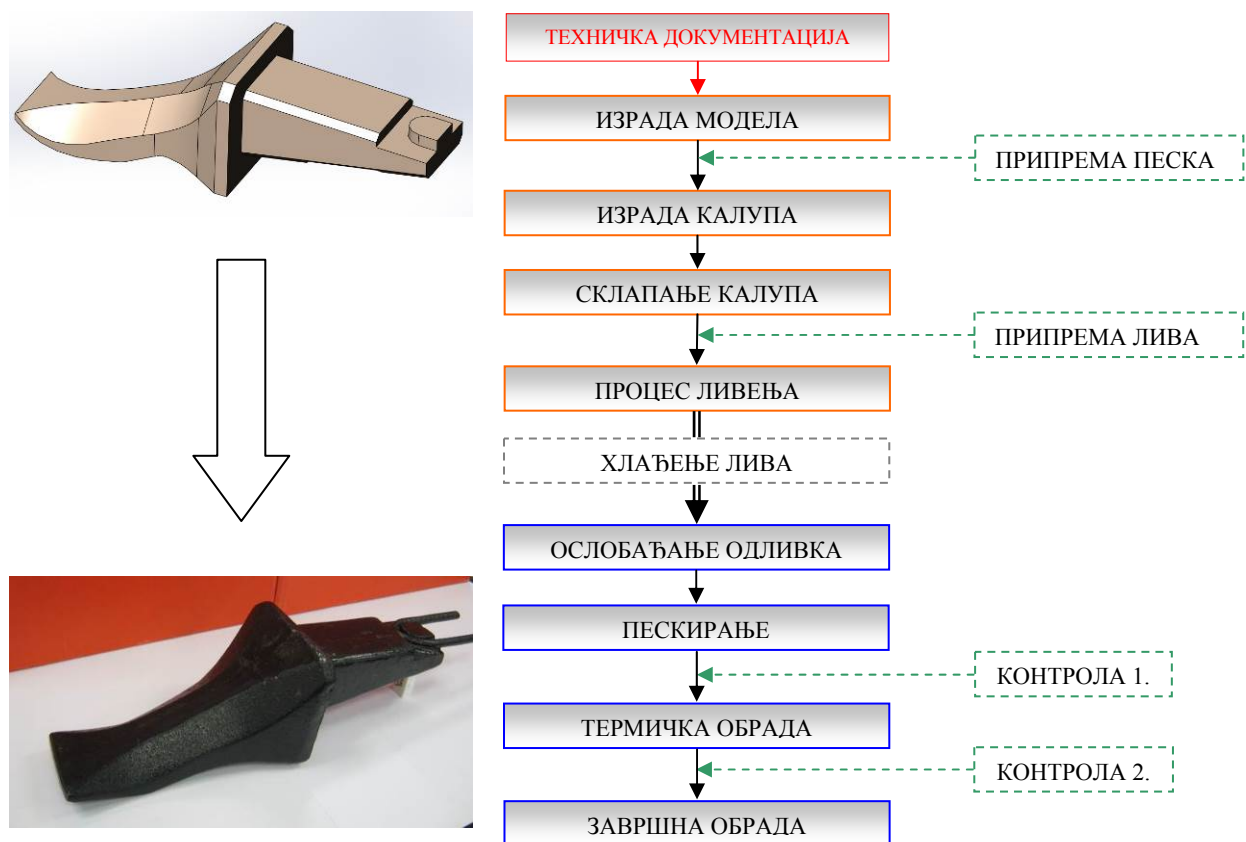 ТЕХНИЧКА ДОКУМЕНТАЦИЈА
ИЗРАДА МОДЕЛА
ПРИПРЕМА ПЕСКА
ИЗРАДА КАЛУПА
СКЛАПАЊЕ КАЛУПА
ПРИПРЕМА ЛИВА
ПРОЦЕС ЛИВЕЊА
ХЛАЂЕЊЕ ЛИВА
ОСЛОБАЂАЊЕ ОДЛИВКА
ПЕСКИРАЊЕ
КОНТРОЛА 1.
ТЕРМИЧКА ОБРАДА
КОНТРОЛА 2.
ЗАВРШНА ОБРАДА